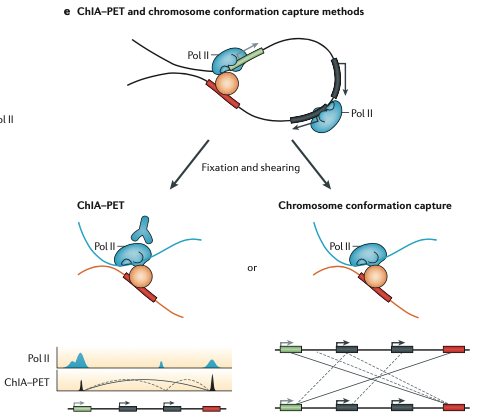 e ChIA–PET and chromosome conformation capture methods
Pol II
Pol II
ol II
Fixation and shearing
ChIA–PET
Chromosome conformation capture
Pol II
Pol II
or
Pol II
ChIA–PET